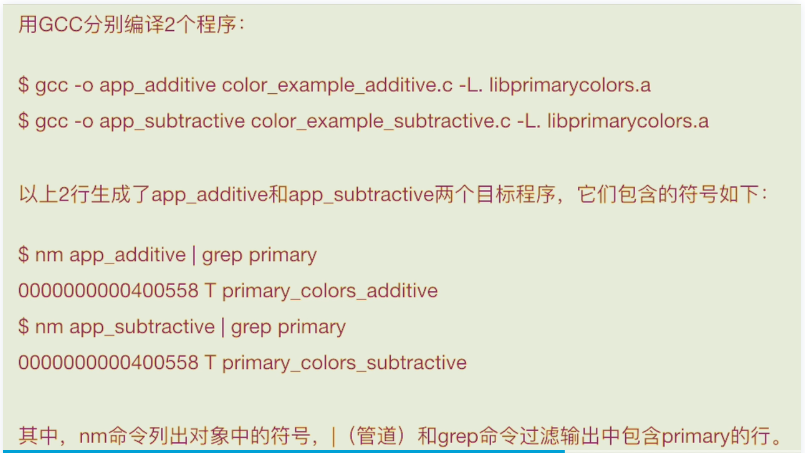 用GCC分别编译2个程序：
$ gcc -o app_additive color_example_additive.c -L. libprimarycolors.a
$ gcc -o app_subtractive color_example_subtractive.c -L. libprimarycolors.a
以上2行生成了app_additive和app_subtractive两个目标程序，它们包含的符号如下：
$ nm app_additive | grep primary
0000000000400558 T primary_colors_additive
$ nm app_subtractive | grep primary
0000000000400558 T primary_colors_subtractive
其中，nm命令列出对象中的符号，|（管道）和grep命令过滤输出中包含primary的行。